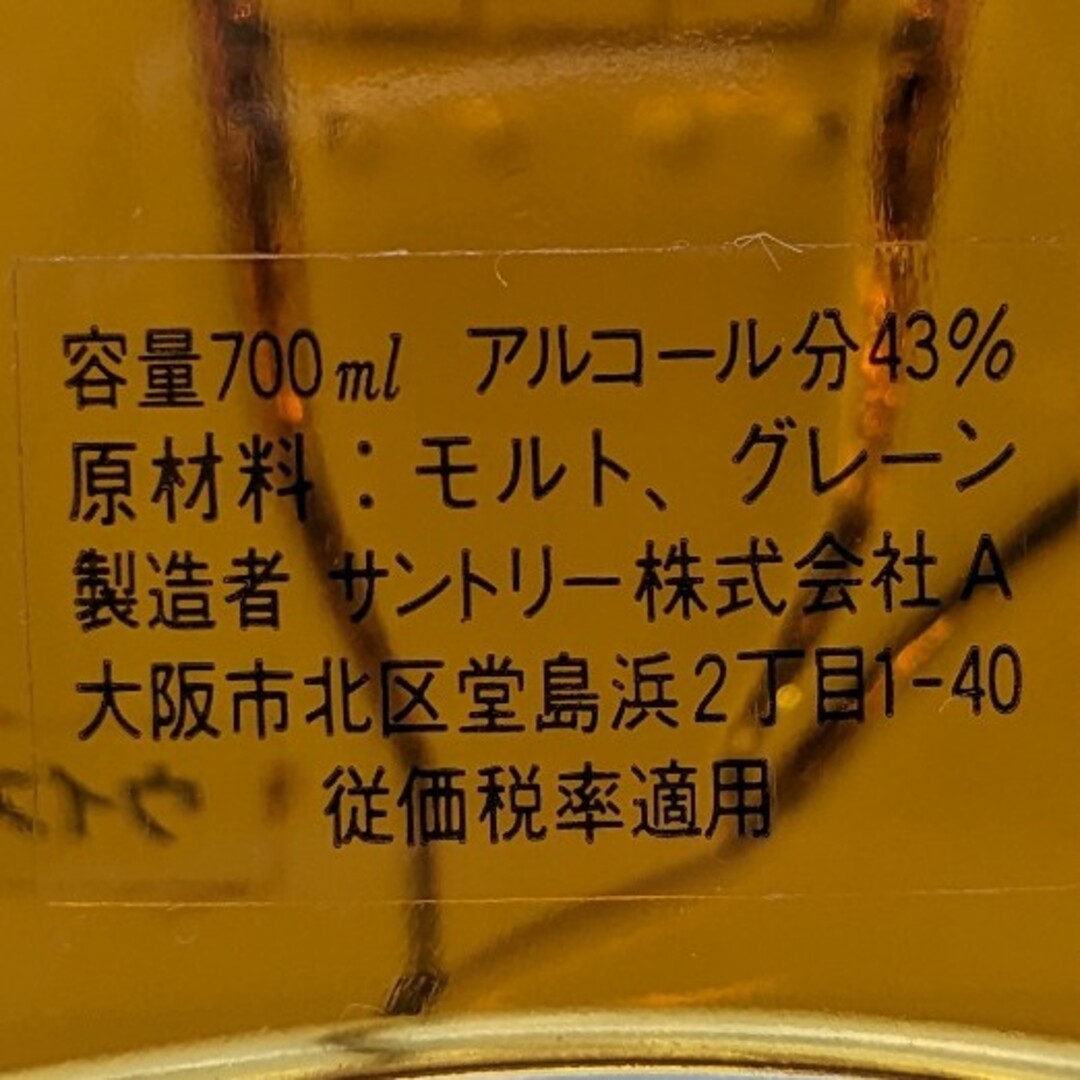 容量700ml アルコール分43%
原材料：モルト、グレーン
製造者 サントリー株式会社A
大阪市北区堂島浜2丁目1-40
従価税率適用